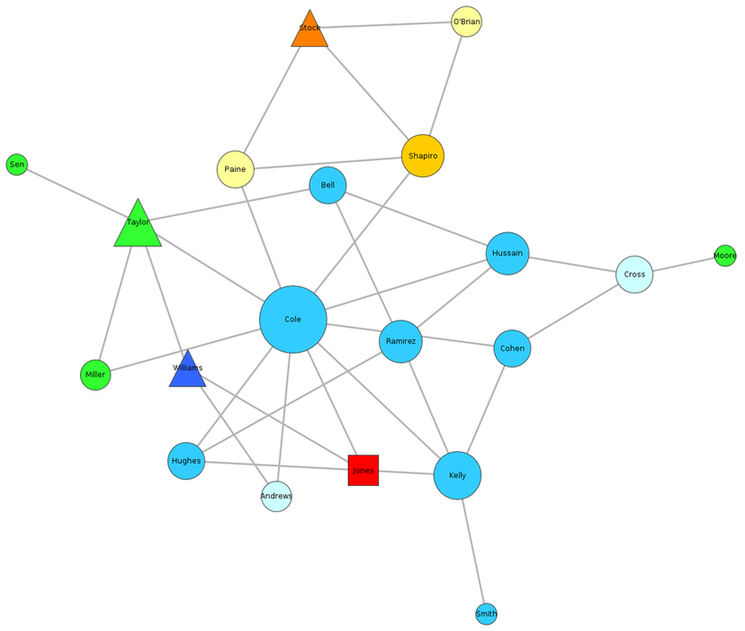 O'Brian
Stock
Shapiro
Sen
Paine
Bell
Taylor
Hussain
Moore
Cross
Cole
Ramirez
Cohen
Williams
Miller
Hughes
Jones
Kelly
Andrews
Smith